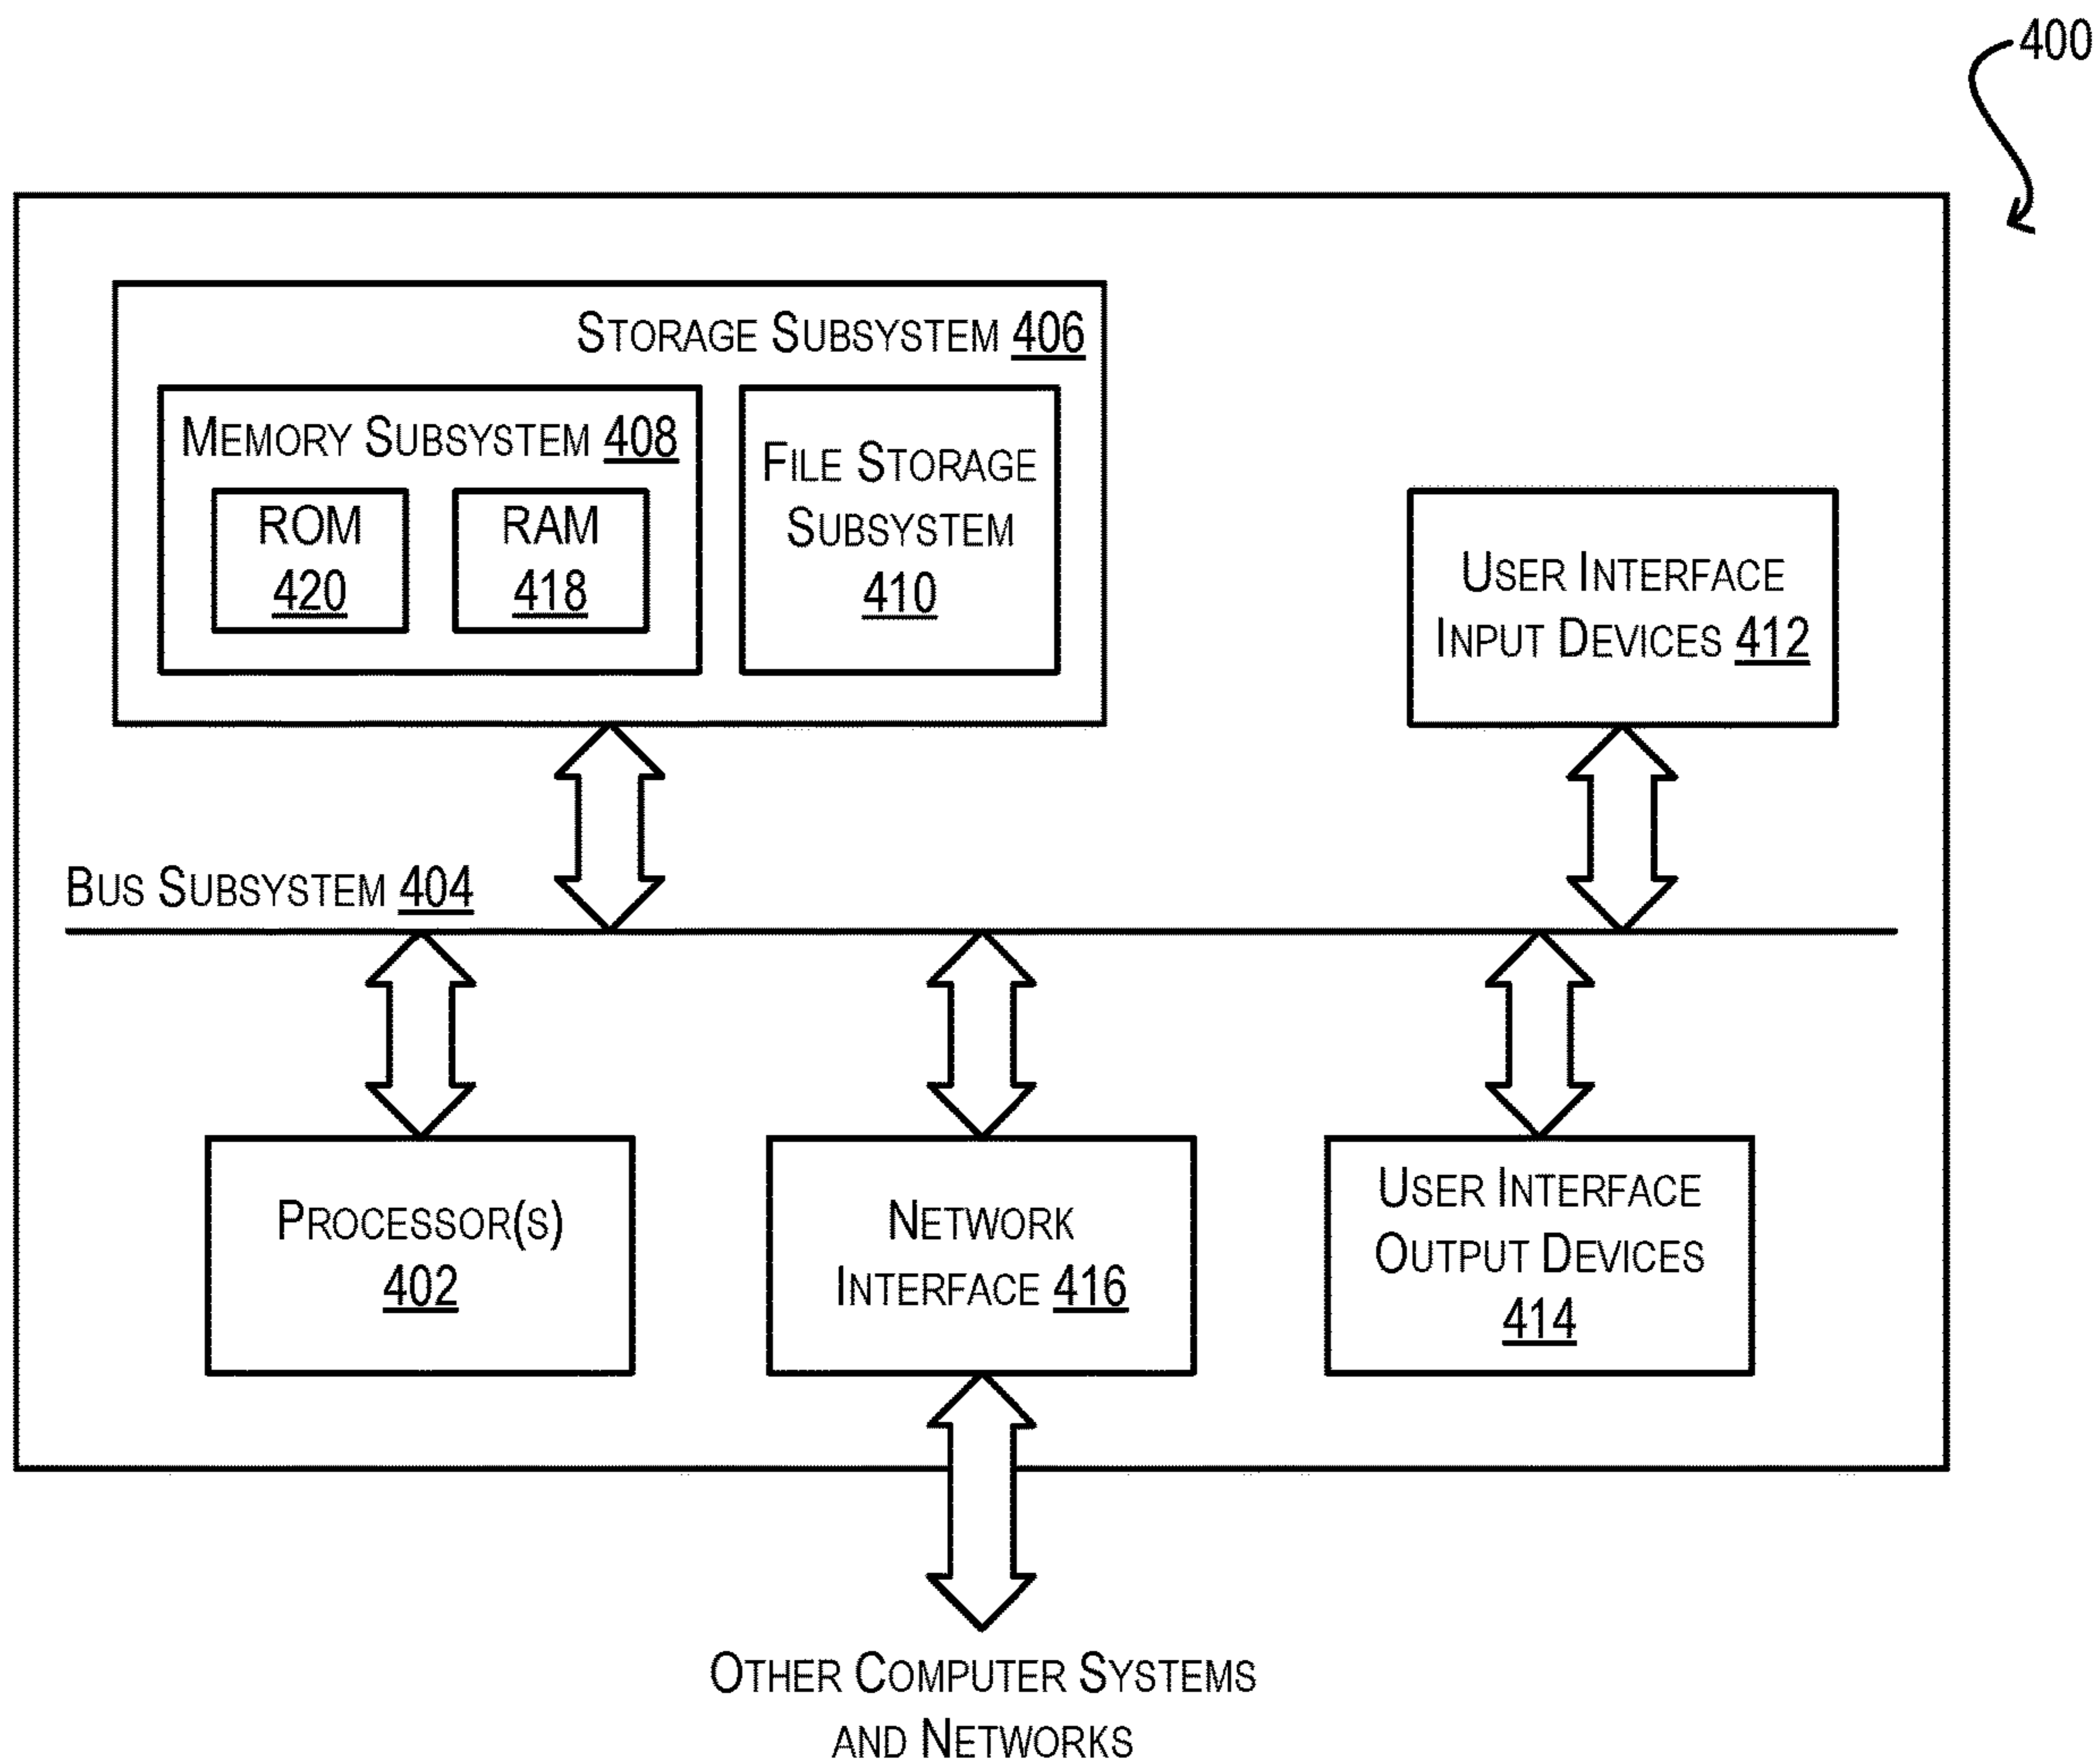 400
STORAGE SUBSYSTEM 406
MEMORY SUBSYSTEM 408
ROM
420
RAM
418
FILE STORAGE
SUBSYSTEM
410
USER INTERFACE
INPUT DEVICES 412
BUS SUBSYSTEM 404
PROCESSOR(S)
402
NETWORK
INTERFACE 416
USER INTERFACE
OUTPUT DEVICES
414
OTHER COMPUTER SYSTEMS
AND NETWORKS